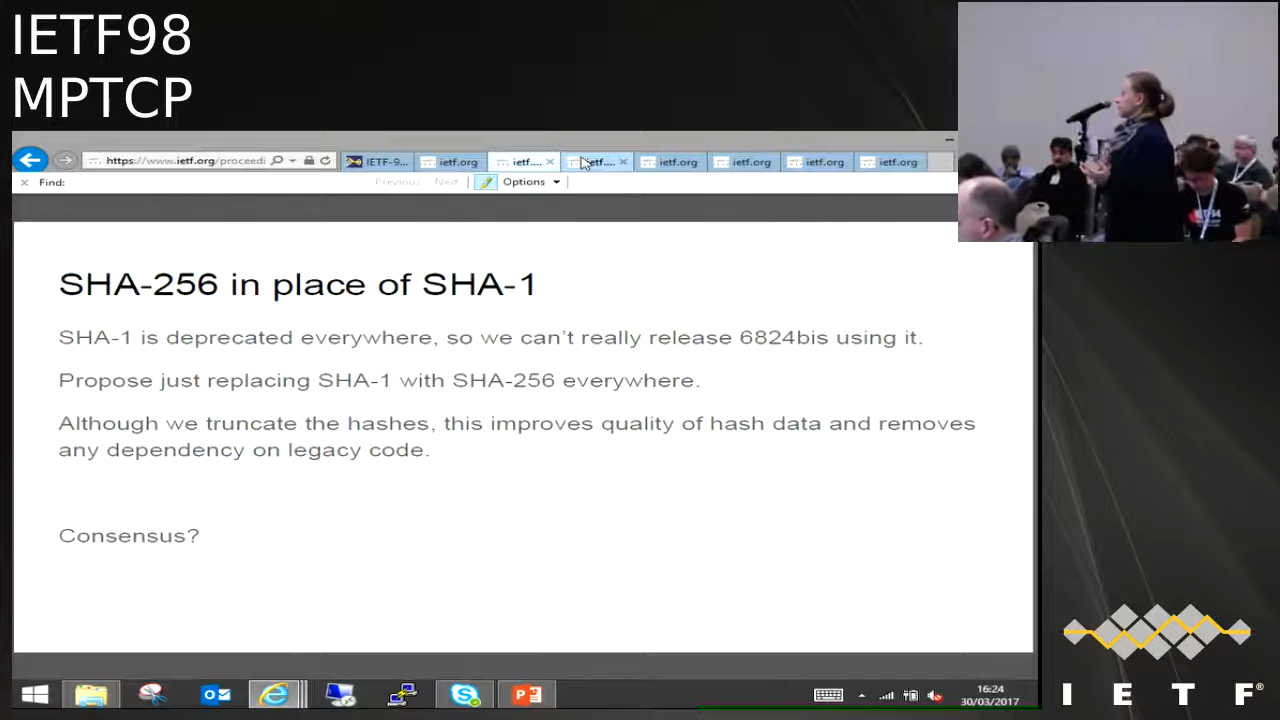 IETF98
MPTCP
https://www.ietf.org/proceedi
IETF-9...
ietf.org
ietf....
ietf....
ietf.org
ietf.org
ietf.org
ietf.org
Find:
Previous
Next
Options
SHA-256 in place of SHA-1
SHA-1 is deprecated everywhere, so we can't really release 6824bis using it.
Propose just replacing SHA-1 with SHA-256 everywhere.
Although we truncate the hashes, this improves quality of hash data and removes
any dependency on legacy code.
Consensus?
16:24
30/03/2017
I E T F®